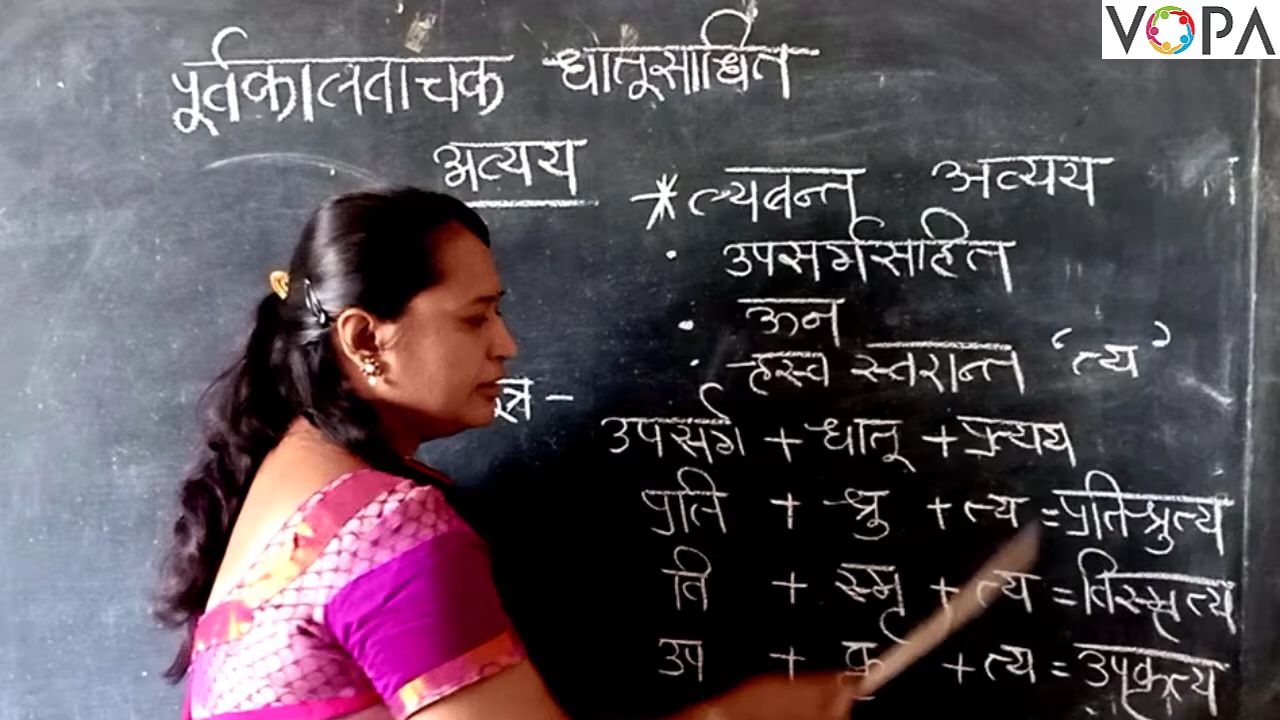 VOPA
पूर्वकालवाचक धातूसाधित
अव्यय
* ल्यबन्त अव्यय
• उपसर्गसहित
• ऊन
• ऱ्हस्व स्वरान्त 'त्य'
सूत्र -
उपसर्ग + धातू + प्रत्यय
प्रति + श्रु + त्य = प्रतिश्रुत्य
वि + स्मृ + त्य = विस्मृत्य
उप + कृ + त्य = उपकृत्य